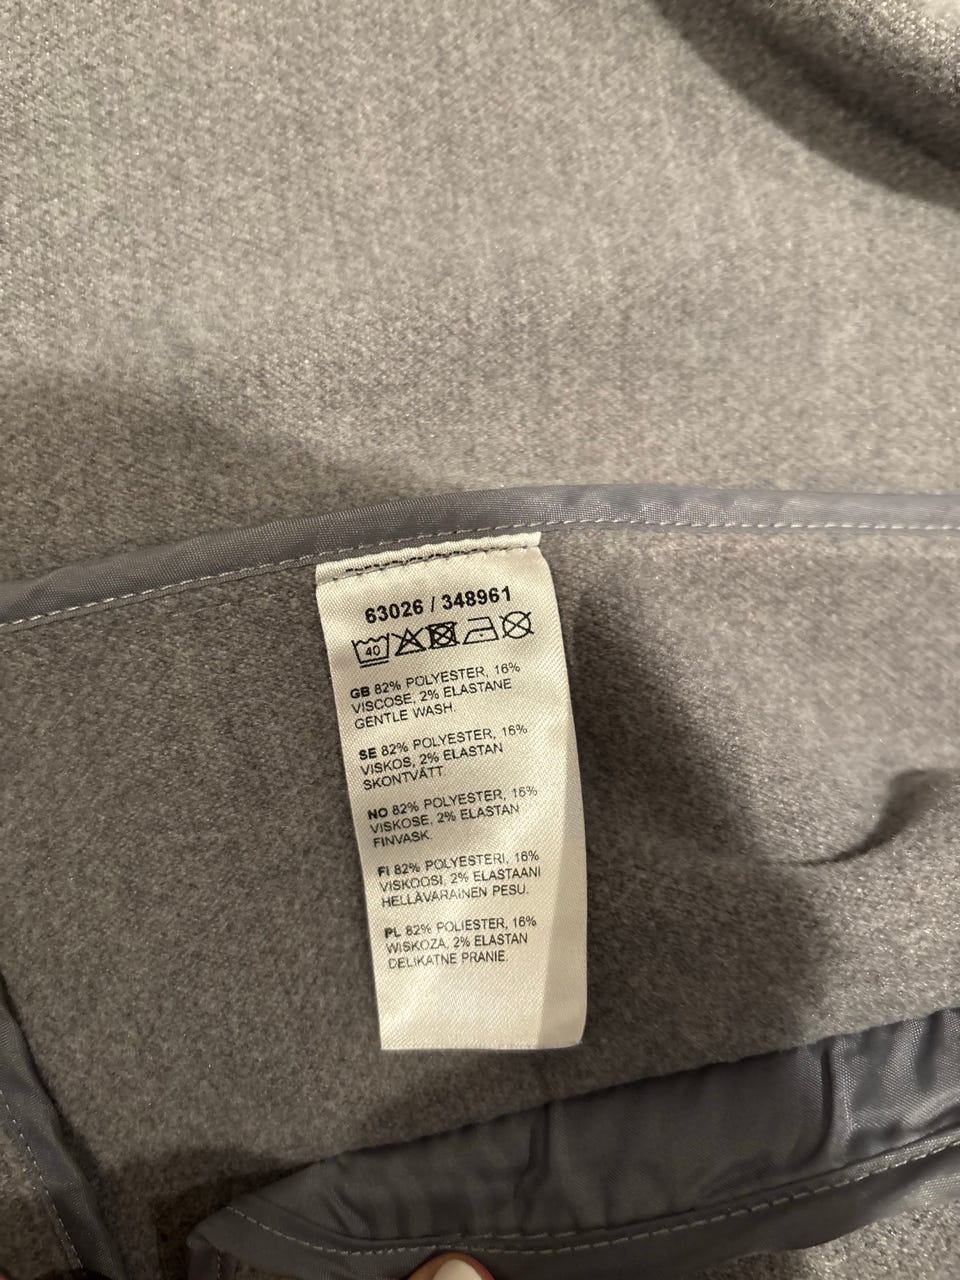 63026 / 348961
40
GB 82% POLYESTER, 16%
VISCOSE, 2% ELASTANE
GENTLE WASH.
SE 82% POLYESTER, 16%
VISKOS, 2% ELASTAN
SKONTVÄTT.
NO 82% POLYESTER, 16%
VISKOSE, 2% ELASTAN
FINVASK.
FI 82% POLYESTERI, 16%
VISKOOSI, 2% ELASTAANI
HELLÄVARAINEN PESU.
PL 82% POLIESTER, 16%
WISKOZA, 2% ELASTAN
DELIKATNE PRANIE.